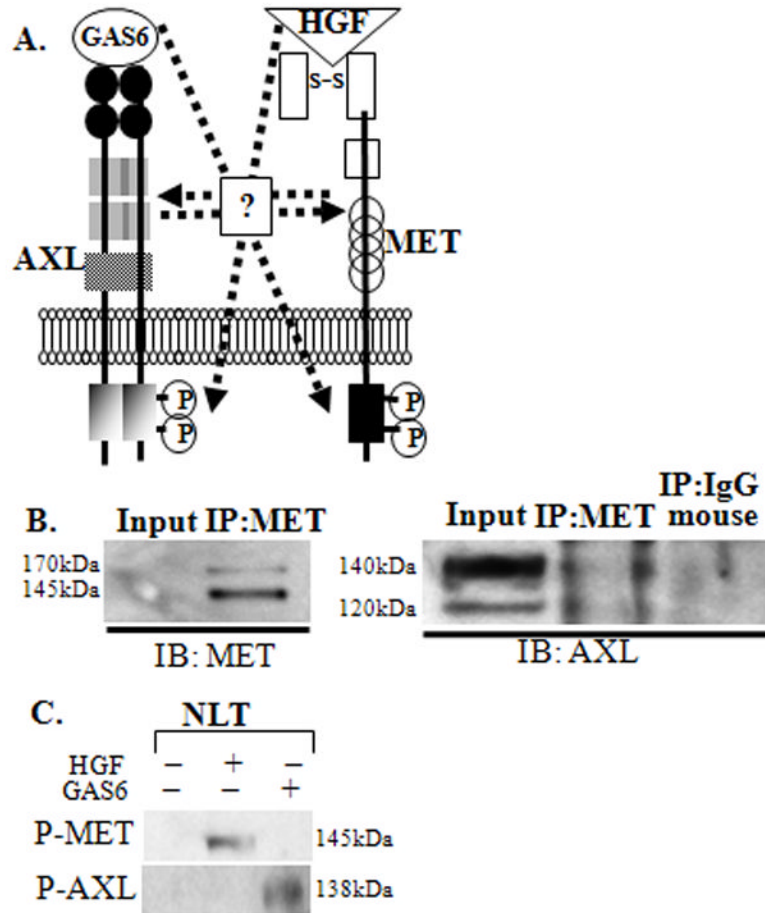 A.
GAS6
HGF
s-s
?
AXL
MET
P
P
P
P
B.
Input IP:MET
170kDa
145kDa
IB: MET
Input IP:MET IP:IgG mouse
140kDa
120kDa
IB: AXL
C.
NLT
HGF – + –
GAS6 – – +
P-MET 145kDa
P-AXL 138kDa